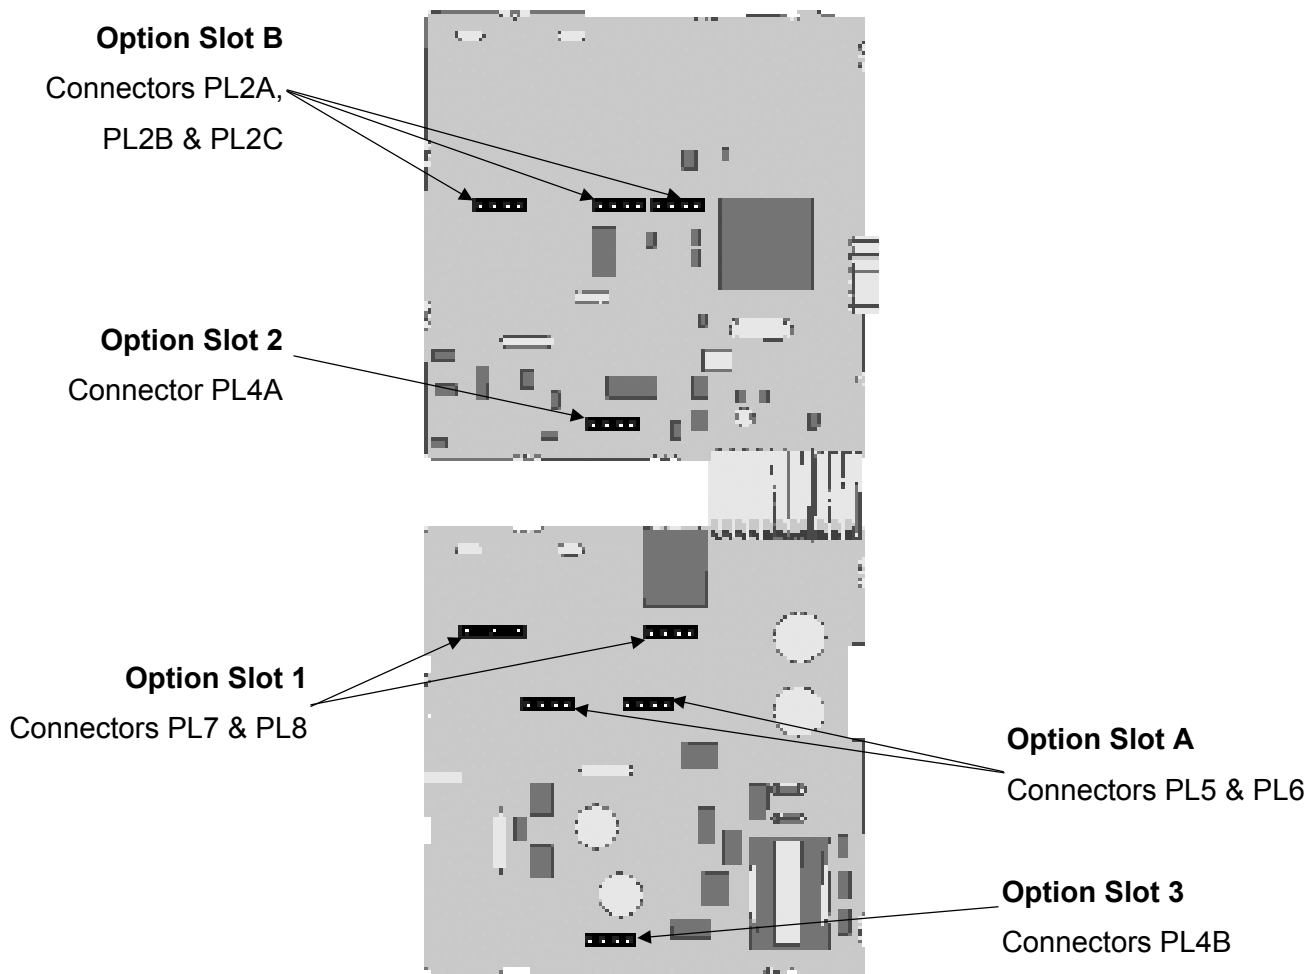 Option Slot B
Connectors PL2A,
PL2B & PL2C
Option Slot 2
Connector PL4A
Option Slot 1
Connectors PL7 & PL8
Option Slot A
Connectors PL5 & PL6
Option Slot 3
Connectors PL4B